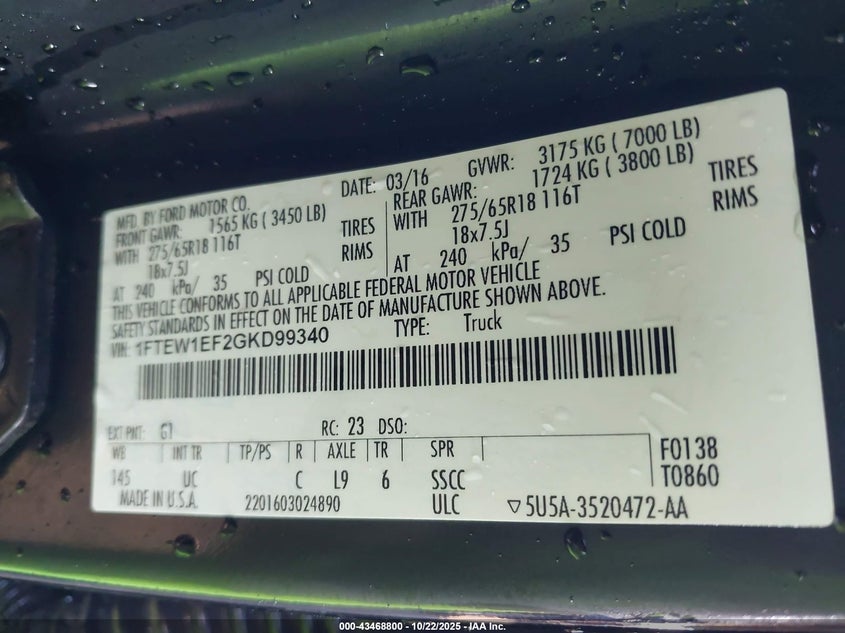 MFD. BY FORD MOTOR CO.
DATE: 03/16 GVWR: 3175 KG ( 7000 LB)
FRONT GAWR: 1565 KG ( 3450 LB)
WITH 275/65R18 116T TIRES
18x7.5J RIMS
AT 240 kPa/ 35 PSI COLD
REAR GAWR: 1724 KG ( 3800 LB)
WITH 275/65R18 116T TIRES
18x7.5J RIMS
AT 240 kPa/ 35 PSI COLD
THIS VEHICLE CONFORMS TO ALL APPLICABLE FEDERAL MOTOR VEHICLE
SAFETY STANDARDS IN EFFECT ON THE DATE OF MANUFACTURE SHOWN ABOVE.
VIN: 1FTEW1EF2GKD99340 TYPE: Truck
EXT PNT: G1 RC: 23 DSO:
WB INT TR TP/PS R AXLE TR SPR F0138
145 UC C L9 6 SSCC T0860
MADE IN U.S.A. 2201603024890 ULC ▽5U5A-3520472-AA
000-43468800 - 10/22/2025 - IAA Inc.